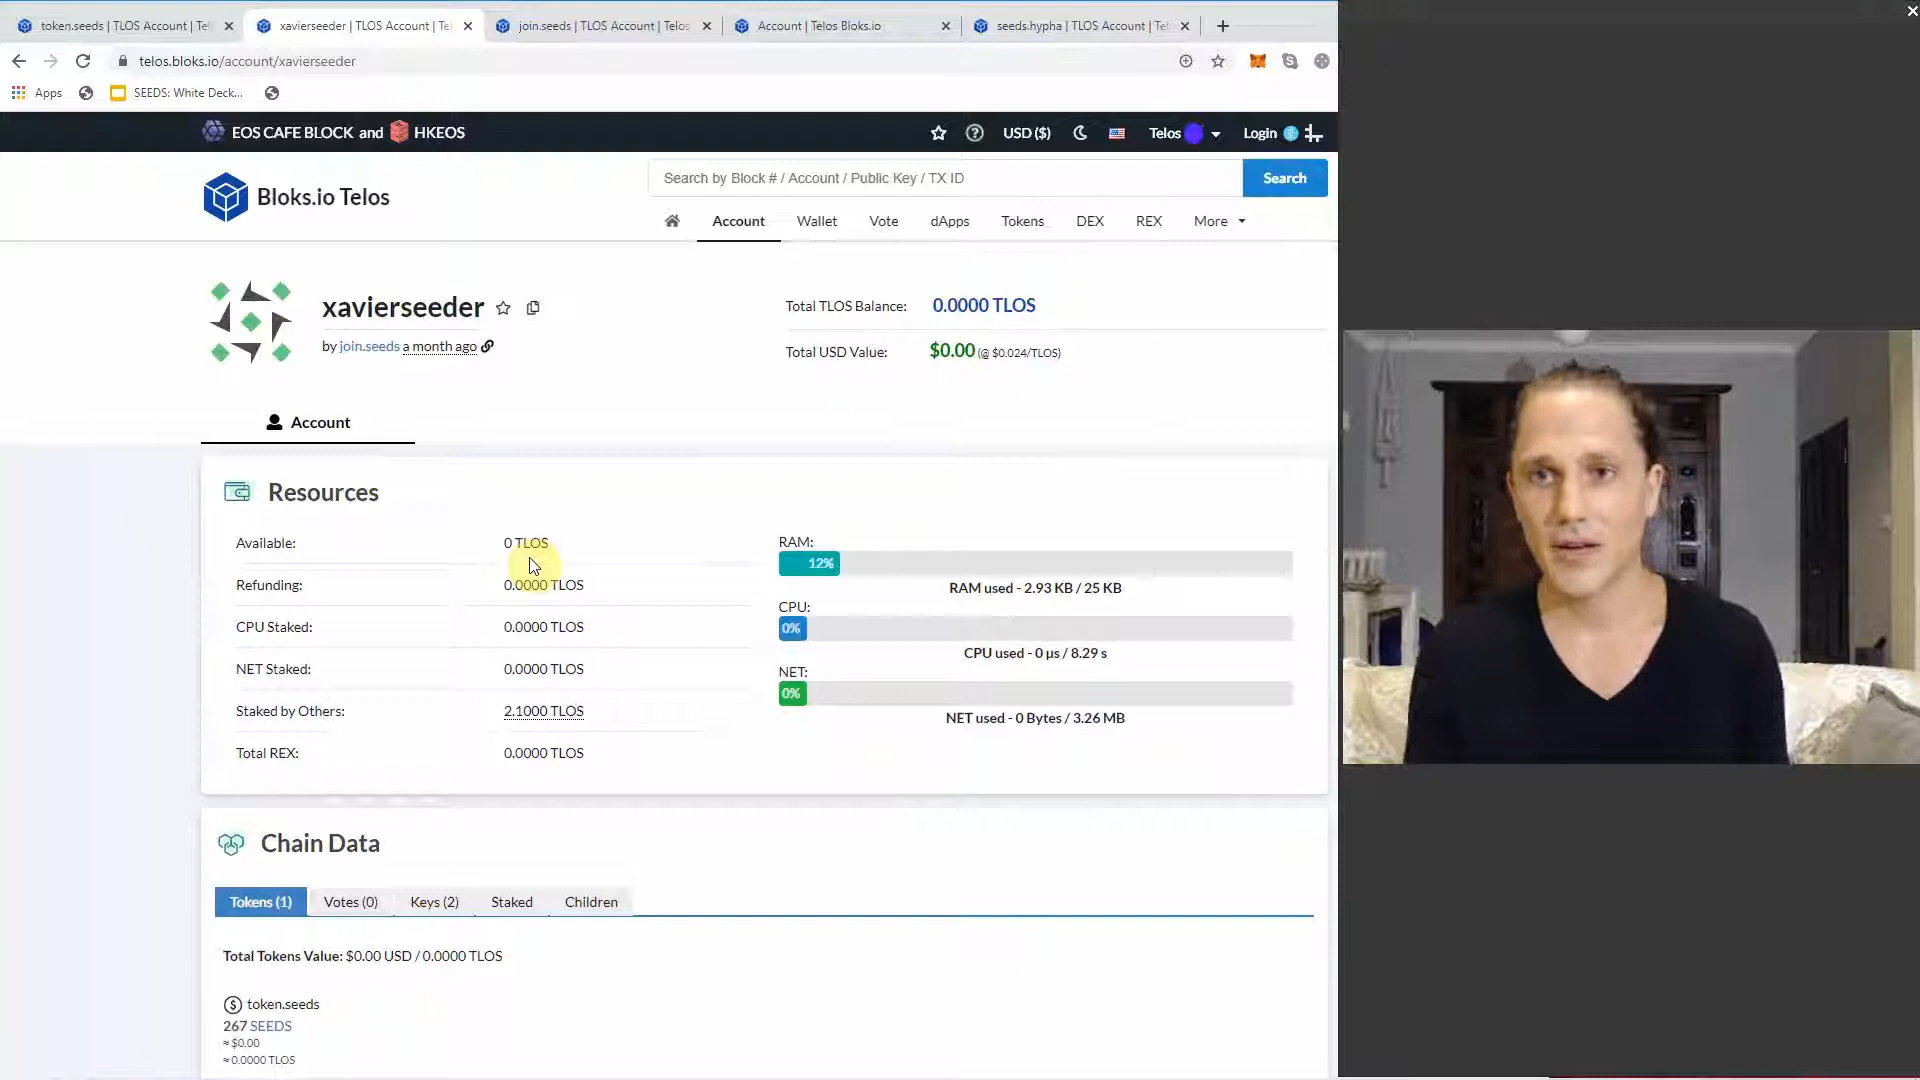 token.seeds | TLOS Account | Tel
xavierseeder | TLOS Account | Tel
join.seeds | TLOS Account | Telos
Account | Telos Bloks.io
seeds.hypha | TLOS Account | Tel
telos.bloks.io/account/xavierseeder
Apps
SEEDS: White Deck...
EOS CAFE BLOCK and HKEOS
USD ($)
Telos
Login
Bloks.io Telos
Search by Block # / Account / Public Key / TX ID
Search
Account
Wallet
Vote
dApps
Tokens
DEX
REX
More
xavierseeder
by join.seeds a month ago
Total TLOS Balance: 0.0000 TLOS
Total USD Value: $0.00 (@ $0.024/TLOS)
Account
Resources
Available: 0 TLOS
Refunding: 0.0000 TLOS
CPU Staked: 0.0000 TLOS
NET Staked: 0.0000 TLOS
Staked by Others: 2.1000 TLOS
Total REX: 0.0000 TLOS
RAM:
12%
RAM used - 2.93 KB / 25 KB
CPU:
0%
CPU used - 0 µs / 8.29 s
NET:
0%
NET used - 0 Bytes / 3.26 MB
Chain Data
Tokens (1)
Votes (0)
Keys (2)
Staked
Children
Total Tokens Value: $0.00 USD / 0.0000 TLOS
token.seeds
267 SEEDS
≈ $0.00
≈ 0.0000 TLOS